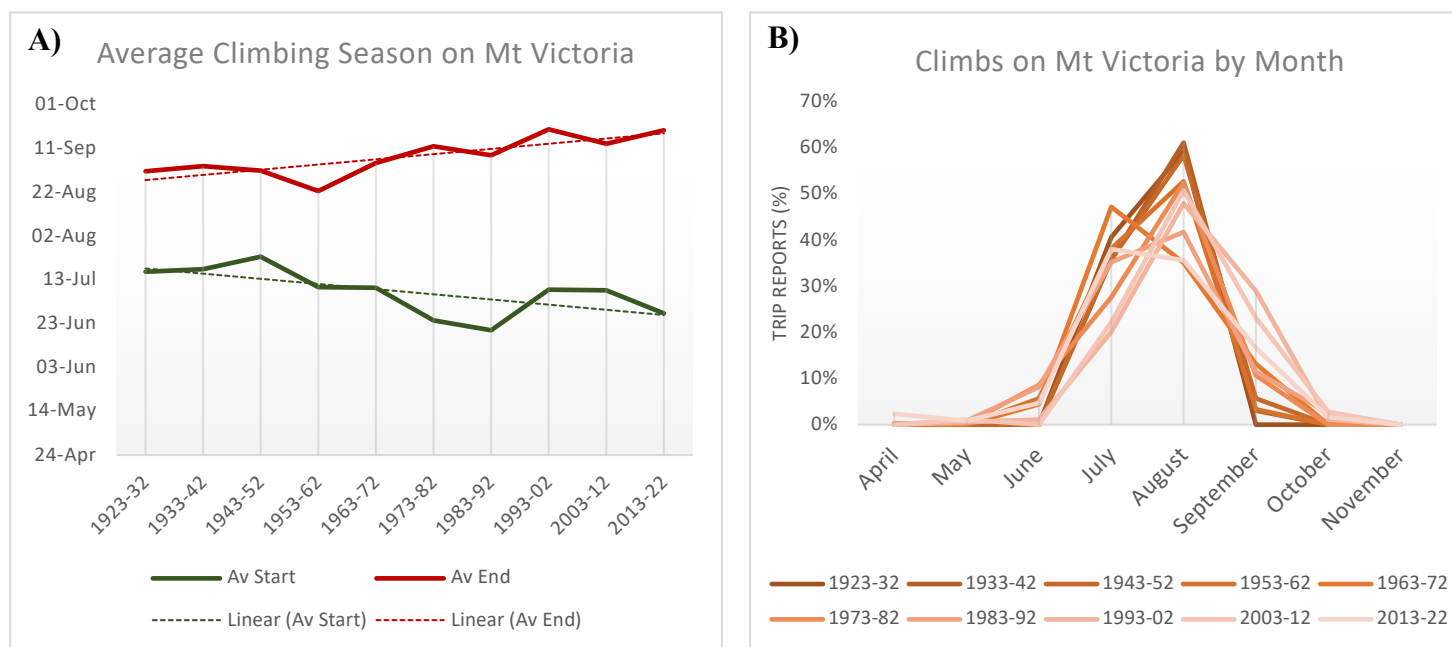 A)
Average Climbing Season on Mt Victoria
01-Oct
11-Sep
22-Aug
02-Aug
13-Jul
23-Jun
03-Jun
14-May
24-Apr
1923-32
1933-42
1943-52
1953-62
1963-72
1973-82
1983-92
1993-02
2003-12
2013-22
Av Start
Av End
Linear (Av Start)
Linear (Av End)
B)
Climbs on Mt Victoria by Month
TRIP REPORTS (%)
70%
60%
50%
40%
30%
20%
10%
0%
April
May
June
July
August
September
October
November
1923-32
1933-42
1943-52
1953-62
1963-72
1973-82
1983-92
1993-02
2003-12
2013-22